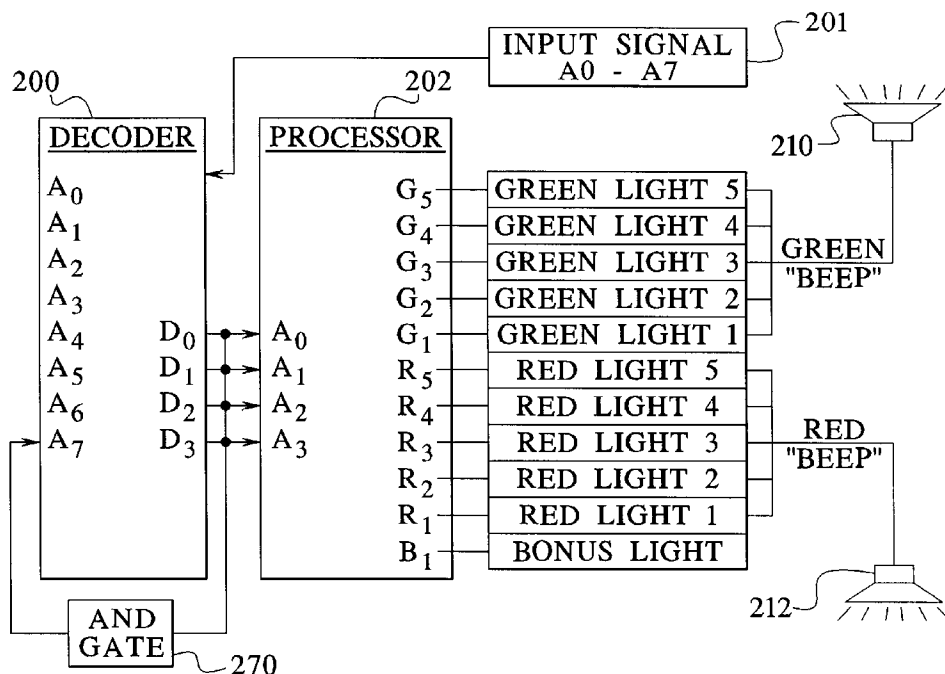 INPUT SIGNAL
A0 - A7
201
200
202
DECODER
PROCESSOR
210
A0
A1
A2
A3
A4
A5
A6
A7
D0
D1
D2
D3
A0
A1
A2
A3
G5
G4
G3
G2
G1
R5
R4
R3
R2
R1
B1
GREEN LIGHT 5
GREEN LIGHT 4
GREEN LIGHT 3
GREEN LIGHT 2
GREEN LIGHT 1
RED LIGHT 5
RED LIGHT 4
RED LIGHT 3
RED LIGHT 2
RED LIGHT 1
BONUS LIGHT
GREEN
"BEEP"
RED
"BEEP"
212
AND
GATE
270